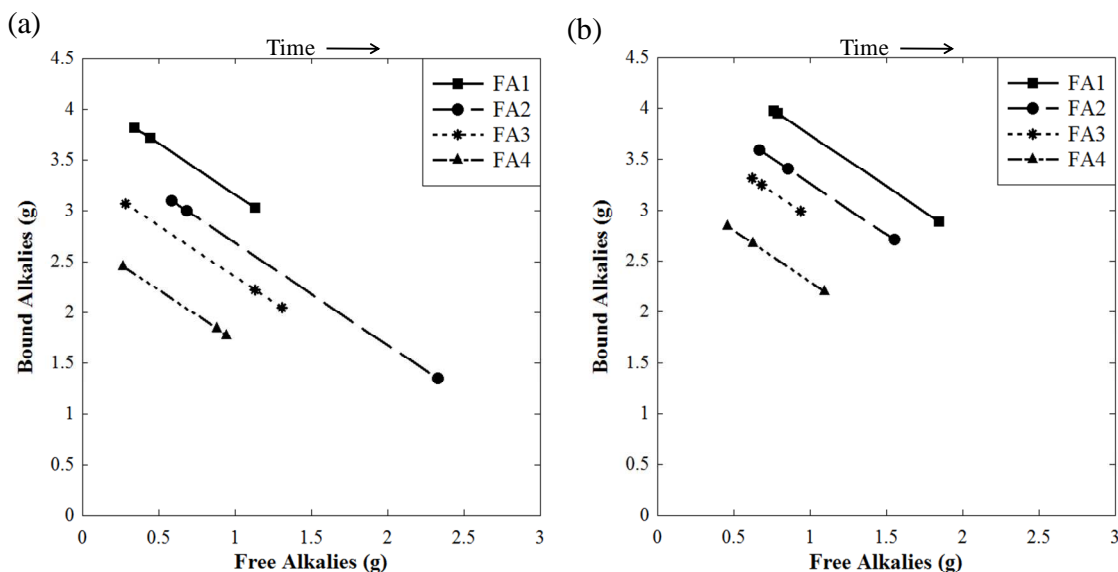 (a)
Time
4.5
4
3.5
3
2.5
2
1.5
1
0.5
0
Bound Alkalies (g)
FA1
FA2
FA3
FA4
0 0.5 1 1.5 2 2.5 3
Free Alkalies (g)
(b)
Time
4.5
4
3.5
3
2.5
2
1.5
1
0.5
0
Bound Alkalies (g)
FA1
FA2
FA3
FA4
0 0.5 1 1.5 2 2.5 3
Free Alkalies (g)